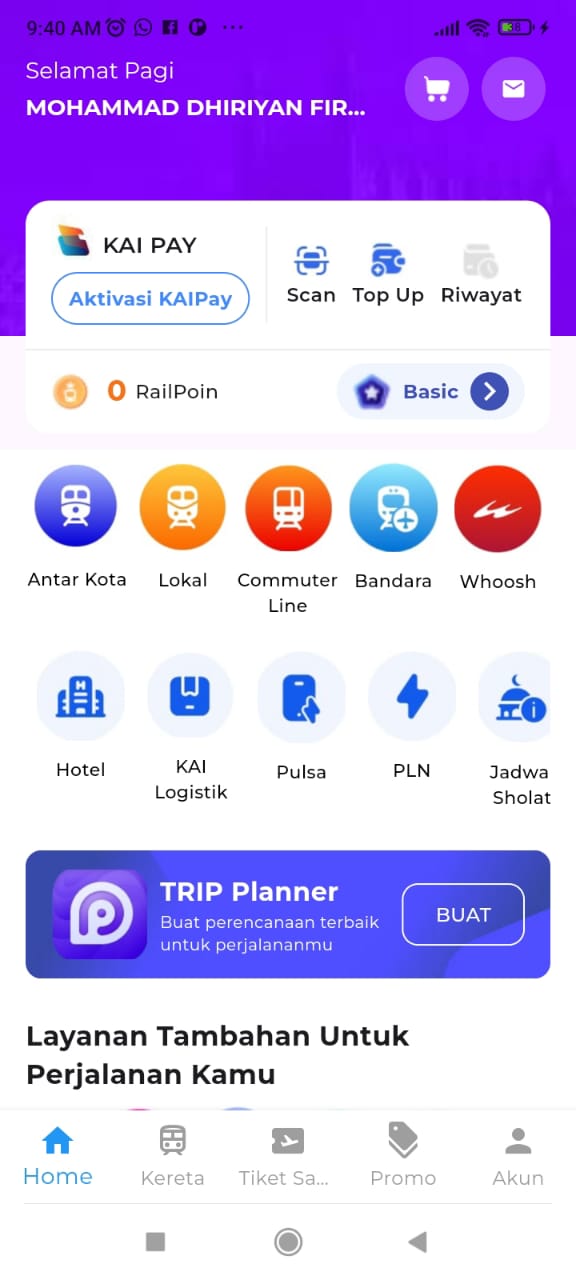 9:40 AM
38
Selamat Pagi
MOHAMMAD DHIRIYAN FIR...
KAI PAY
Aktivasi KAIPay
Scan
Top Up
Riwayat
0 RailPoin
Basic
Antar Kota
Lokal
Commuter
Line
Bandara
Whoosh
Hotel
KAI
Logistik
Pulsa
PLN
Jadwa
Sholat
TRIP Planner
Buat perencanaan terbaik
untuk perjalananmu
BUAT
Layanan Tambahan Untuk
Perjalanan Kamu
Home
Kereta
Tiket Sa...
Promo
Akun